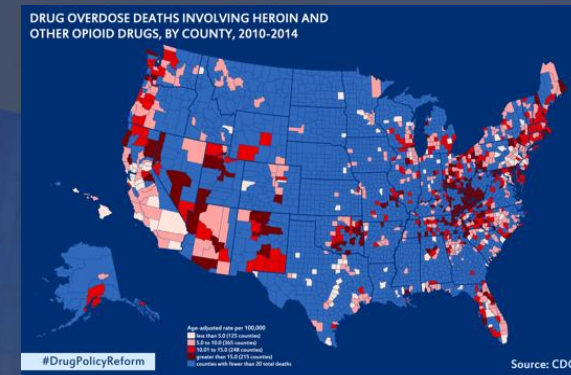 DRUG OVERDOSE DEATHS INVOLVING HEROIN AND
OTHER OPIOID DRUGS, BY COUNTY, 2010-2014
Age-adjusted rate per 100,000
less than 5.0 (125 counties)
5.0 to 10.0 (365 counties)
10.01 to 15.0 (248 counties)
greater than 15.0 (215 counties)
counties with fewer than 20 total deaths
#DrugPolicyReform
Source: CDC